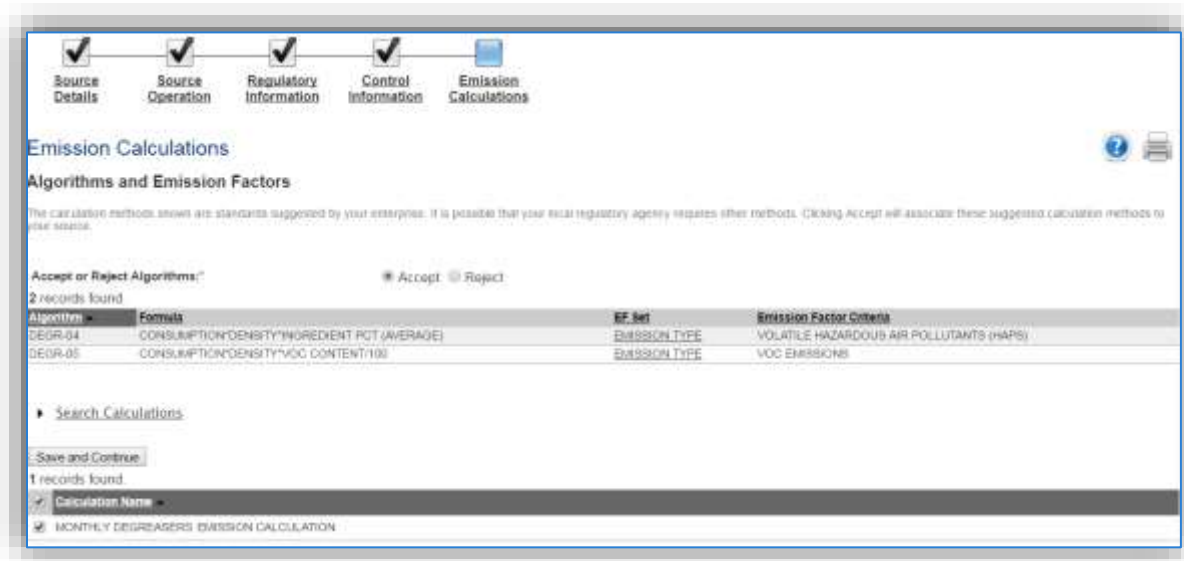 Source Details
Source Operation
Regulatory Information
Control Information
Emission Calculations
Emission Calculations
Algorithms and Emission Factors
The calculation methods shown are standards suggested by your enterprise. It is possible that your local regulatory agency requires other methods. Clicking Accept will associate these suggested calculation methods to
your source.
Accept or Reject Algorithms:* Accept Reject
2 records found
Algorithm Formula EF Set Emission Factor Criteria
DEGR-04 CONSUMPTION*DENSITY*INGREDIENT PCT (AVERAGE) EMISSION TYPE VOLATILE HAZARDOUS AIR POLLUTANTS (HAPS)
DEGR-05 CONSUMPTION*DENSITY*VOC CONTENT/100 EMISSION TYPE VOC EMISSIONS
Search Calculations
Save and Continue
1 records found.
Calculation Name
MONTHLY DEGREASERS EMISSION CALCULATION